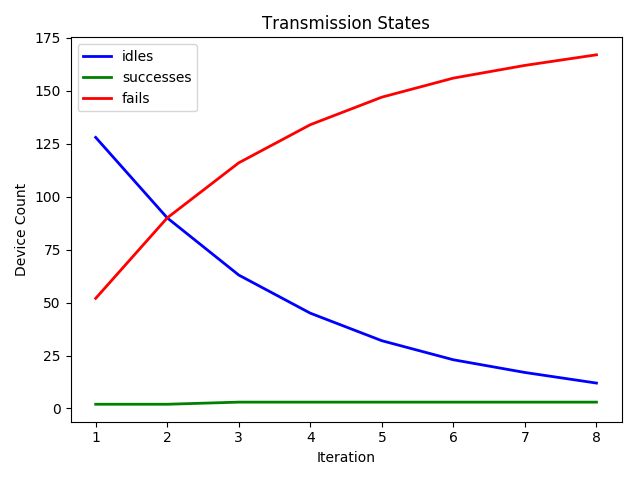 Transmission States
idles
successes
fails
175
150
125
100
75
50
25
0
Device Count
1 2 3 4 5 6 7 8
Iteration